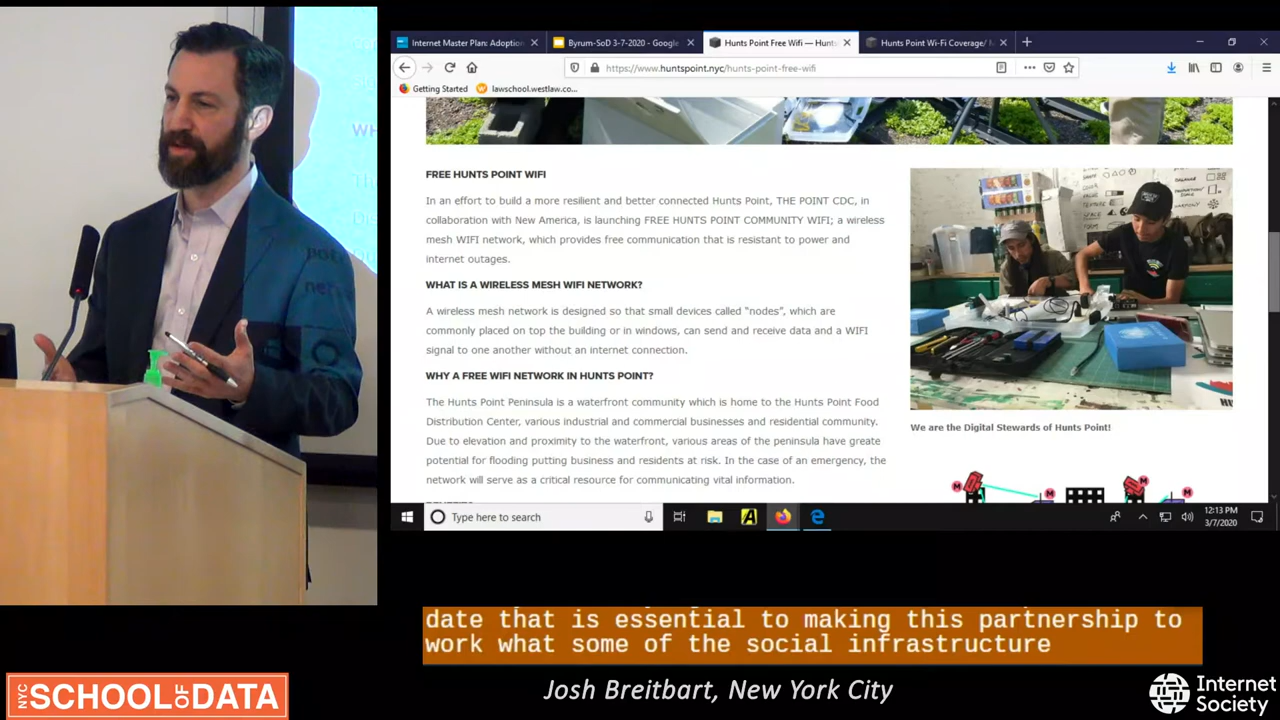 Internet Master Plan: Adoption
Byrum-SoD 3-7-2020 - Google
Hunts Point Free Wifi — Hunts
Hunts Point Wi-Fi Coverage/ M
https://www.huntspoint.nyc/hunts-point-free-wifi
Getting Started
lawschool.westlaw.co...
FREE HUNTS POINT WIFI
In an effort to build a more resilient and better connected Hunts Point, THE POINT CDC, in
collaboration with New America, is launching FREE HUNTS POINT COMMUNITY WIFI; a wireless
mesh WIFI network, which provides free communication that is resistant to power and
internet outages.
WHAT IS A WIRELESS MESH WIFI NETWORK?
A wireless mesh network is designed so that small devices called “nodes”, which are
commonly placed on top the building or in windows, can send and receive data and a WIFI
signal to one another without an internet connection.
WHY A FREE WIFI NETWORK IN HUNTS POINT?
The Hunts Point Peninsula is a waterfront community which is home to the Hunts Point Food
Distribution Center, various industrial and commercial businesses and residential community.
Due to elevation and proximity to the waterfront, various areas of the peninsula have greate
potential for flooding putting business and residents at risk. In the case of an emergency, the
network will serve as a critical resource for communicating vital information.
We are the Digital Stewards of Hunts Point!
M
M
M
M
Type here to search
12:13 PM
3/7/2020
date that is essential to making this partnership to
work what some of the social infrastructure
NYC SCHOOL OF DATA
Josh Breitbart, New York City
Internet
Society